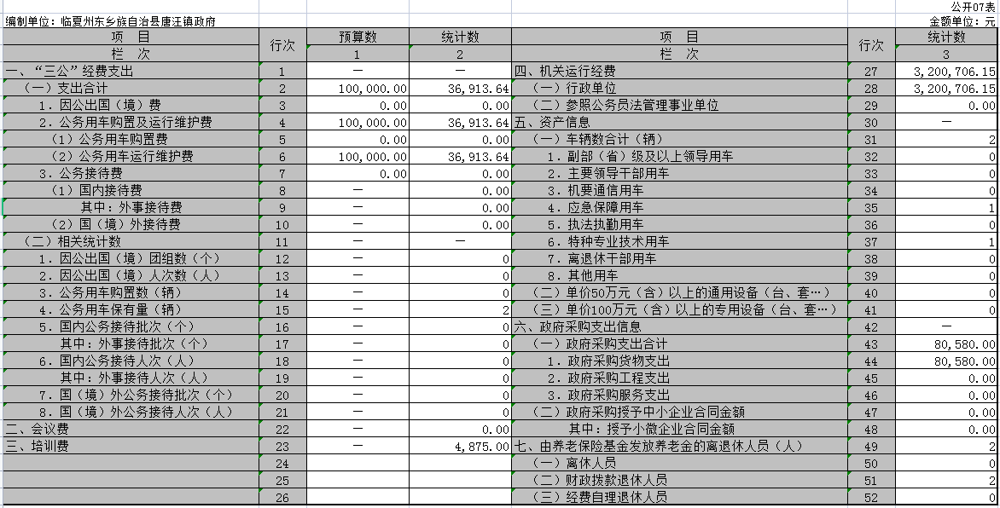 公开07表
编制单位：临夏州东乡族自治县唐汪镇政府 金额单位：元
项 目 行次 预算数 统计数 项 目 行次 统计数
栏 次 1 2 栏 次 3
一、“三公”经费支出 1 — — 四、机关运行经费 27 3,200,706.15
（一）支出合计 2 100,000.00 36,913.64 （一）行政单位 28 3,200,706.15
1．因公出国（境）费 3 0.00 0.00 （二）参照公务员法管理事业单位 29 0.00
2．公务用车购置及运行维护费 4 100,000.00 36,913.64 五、资产信息 30 —
（1）公务用车购置费 5 0.00 0.00 （一）车辆数合计（辆） 31 2
（2）公务用车运行维护费 6 100,000.00 36,913.64 1．副部（省）级及以上领导用车 32 0
3．公务接待费 7 0.00 0.00 2．主要领导干部用车 33 0
（1）国内接待费 8 — 0.00 3．机要通信用车 34 0
其中：外事接待费 9 — 0.00 4．应急保障用车 35 1
（2）国（境）外接待费 10 — 0.00 5．执法执勤用车 36 0
（二）相关统计数 11 — — 6．特种专业技术用车 37 1
1．因公出国（境）团组数（个） 12 — 0 7．离退休干部用车 38 0
2．因公出国（境）人次数（人） 13 — 0 8．其他用车 39 0
3．公务用车购置数（辆） 14 — 0 （二）单价50万元（含）以上的通用设备（台、套…） 40 0
4．公务用车保有量（辆） 15 — 2 （三）单价100万元（含）以上的专用设备（台、套…） 41 0
5．国内公务接待批次（个） 16 — 0 六、政府采购支出信息 42 —
其中：外事接待批次（个） 17 — 0 （一）政府采购支出合计 43 80,580.00
6．国内公务接待人次（人） 18 — 0 1．政府采购货物支出 44 80,580.00
其中：外事接待人次（人） 19 — 0 2．政府采购工程支出 45 0.00
7．国（境）外公务接待批次（个） 20 — 0 3．政府采购服务支出 46 0.00
8．国（境）外公务接待人次（人） 21 — 0 （二）政府采购授予中小企业合同金额 47 0.00
二、会议费 22 — 0.00 其中：授予小微企业合同金额 48 0.00
三、培训费 23 — 4,875.00 七、由养老保险基金发放养老金的离退休人员（人） 49 2
24 （一）离休人员 50 0
25 （二）财政拨款退休人员 51 2
26 （三）经费自理退休人员 52 0